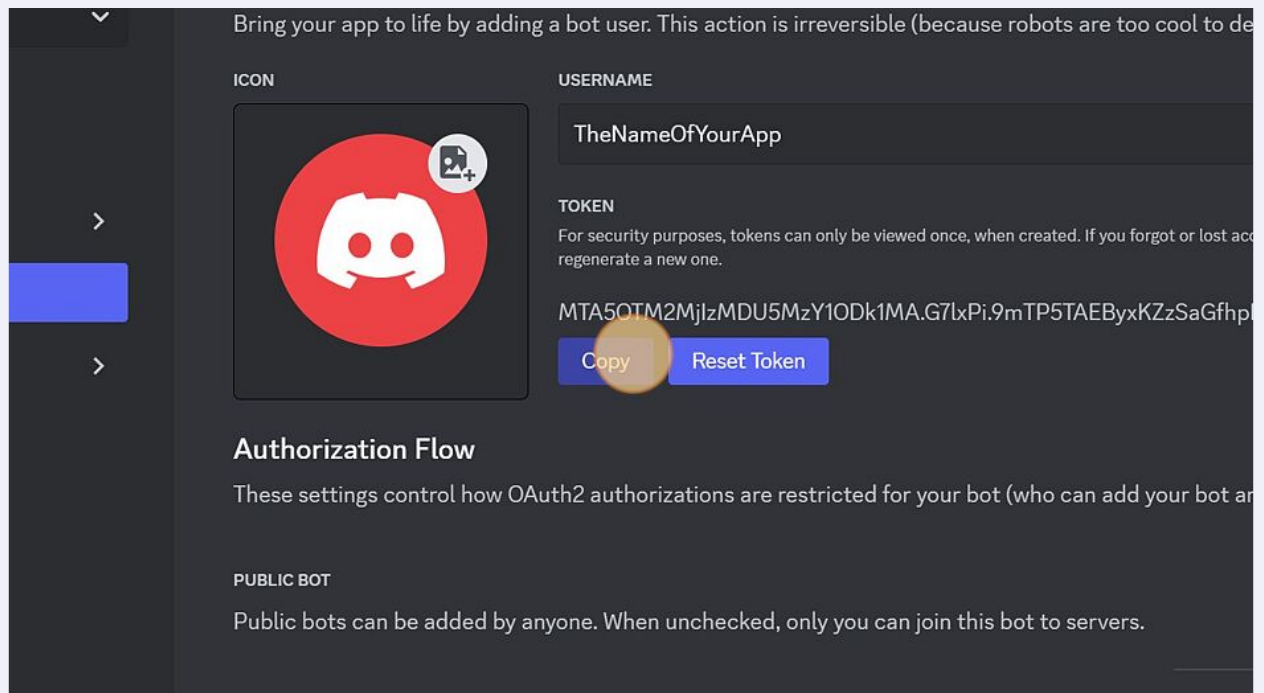 Bring your app to life by adding a bot user. This action is irreversible (because robots are too cool to de
ICON
USERNAME
TheNameOfYourApp
TOKEN
For security purposes, tokens can only be viewed once, when created. If you forgot or lost acc
regenerate a new one.
Copy
Reset Token
Authorization Flow
These settings control how OAuth2 authorizations are restricted for your bot (who can add your bot ar
PUBLIC BOT
Public bots can be added by anyone. When unchecked, only you can join this bot to servers.